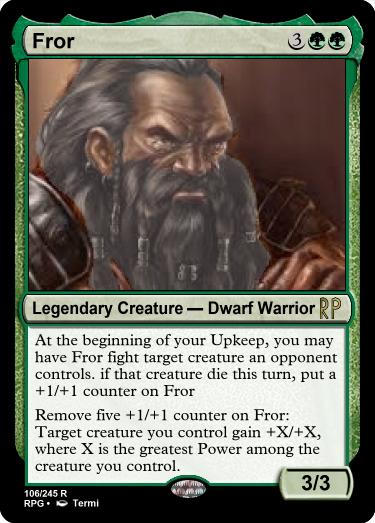 Fror 3
Legendary Creature — Dwarf Warrior RP
At the beginning of your Upkeep, you may
have Fror fight target creature an opponent
controls. if that creature die this turn, put a
+1/+1 counter on Fror
Remove five +1/+1 counter on Fror:
Target creature you control gain +X/+X,
where X is the greatest Power among the
creature you control.
3/3
106/245 R
RPG • Termi